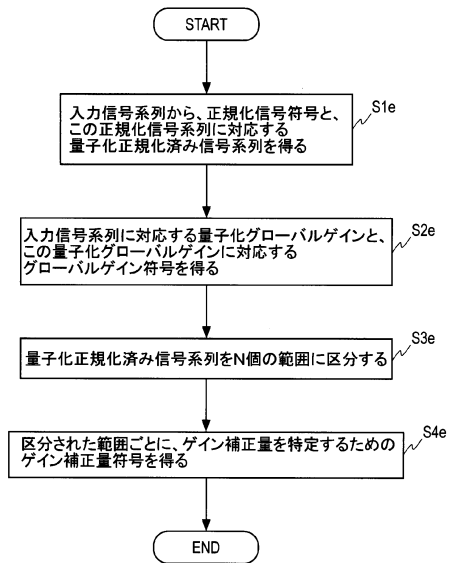 START
入力信号系列から、正規化信号符号と、
この正規化信号系列に対応する
量子化正規化済み信号系列を得る
S1e
入力信号系列に対応する量子化グローバルゲインと、
この量子化グローバルゲインに対応する
グローバルゲイン符号を得る
S2e
量子化正規化済み信号系列をN個の範囲に区分する
S3e
区分された範囲ごとに、ゲイン補正量を特定するための
ゲイン補正量符号を得る
S4e
END